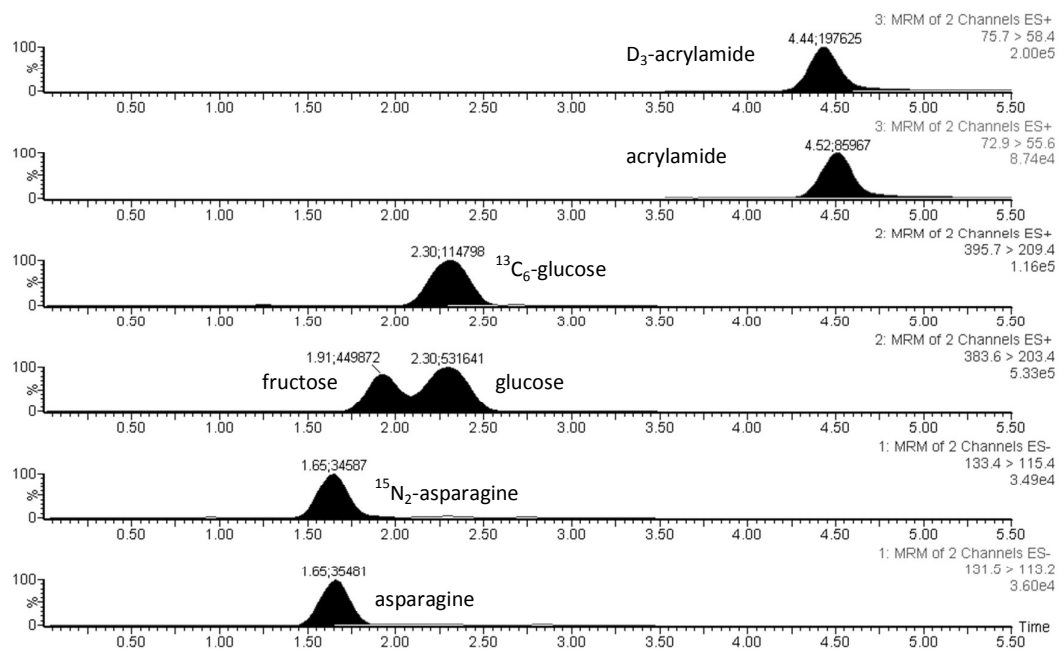 3: MRM of 2 Channels ES+
75.7 > 58.4
2.00e5
4.44;197625
D3-acrylamide
100
%
0
0.50 1.00 1.50 2.00 2.50 3.00 3.50 4.00 4.50 5.00 5.50
3: MRM of 2 Channels ES+
72.9 > 55.6
8.74e4
4.52;85967
acrylamide
100
%
0
0.50 1.00 1.50 2.00 2.50 3.00 3.50 4.00 4.50 5.00 5.50
2: MRM of 2 Channels ES+
395.7 > 209.4
1.16e5
2.30;114798
13C6-glucose
100
%
0
0.50 1.00 1.50 2.00 2.50 3.00 3.50 4.00 4.50 5.00 5.50
2: MRM of 2 Channels ES+
383.6 > 203.4
5.33e5
1.91;449872 2.30;531641
fructose glucose
100
%
0
0.50 1.00 1.50 2.00 2.50 3.00 3.50 4.00 4.50 5.00 5.50
1: MRM of 2 Channels ES-
133.4 > 115.4
3.49e4
1.65;34587
15N2-asparagine
100
%
0
0.50 1.00 1.50 2.00 2.50 3.00 3.50 4.00 4.50 5.00 5.50
1: MRM of 2 Channels ES-
131.5 > 113.2
3.60e4
1.65;35481
asparagine
100
%
0
Time
0.50 1.00 1.50 2.00 2.50 3.00 3.50 4.00 4.50 5.00 5.50